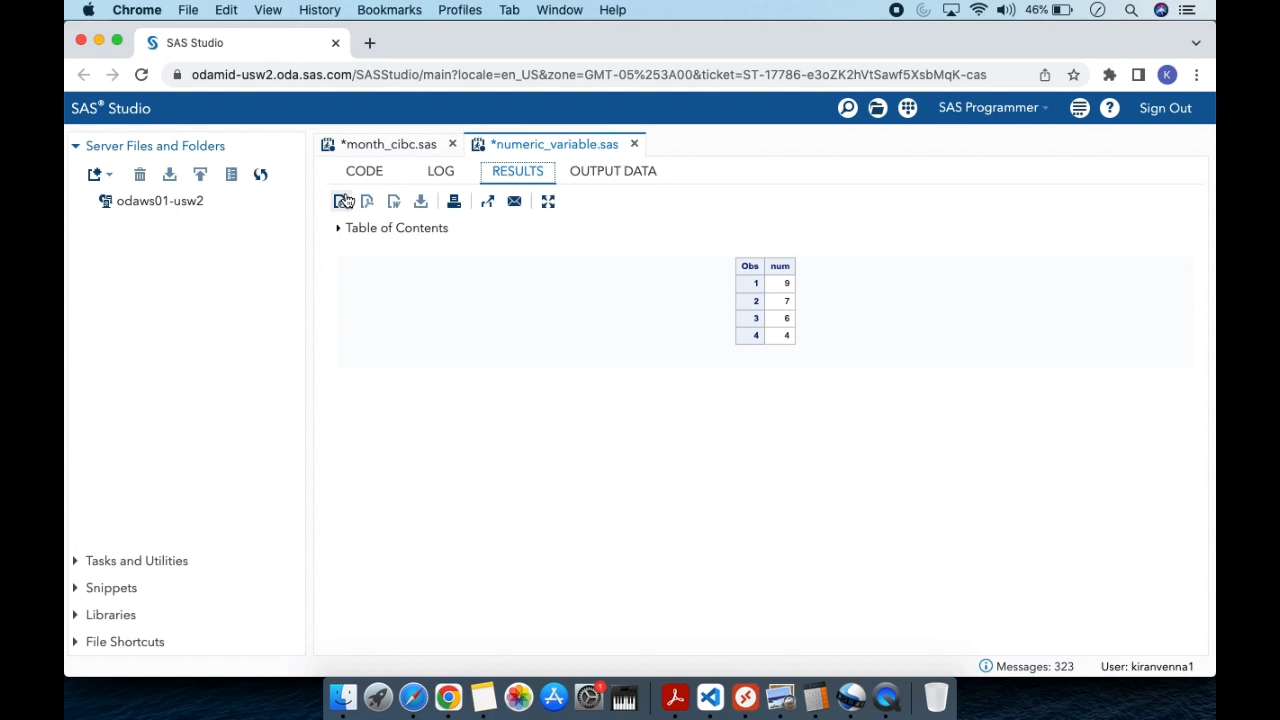 Chrome File Edit View History Bookmarks Profiles Tab Window Help 46%
SAS Studio
odamid-usw2.oda.sas.com/SASStudio/main?locale=en_US&zone=GMT-05%253A00&ticket=ST-17786-e3oZK2hVtSawf5XsbMqK-cas
K
SAS® Studio SAS Programmer Sign Out
Server Files and Folders
*month_cibc.sas *numeric_variable.sas
CODE LOG RESULTS OUTPUT DATA
odaws01-usw2
Table of Contents
Obs num
1 9
2 7
3 6
4 4
Tasks and Utilities
Snippets
Libraries
File Shortcuts
Messages: 323 User: kiranvenna1
1